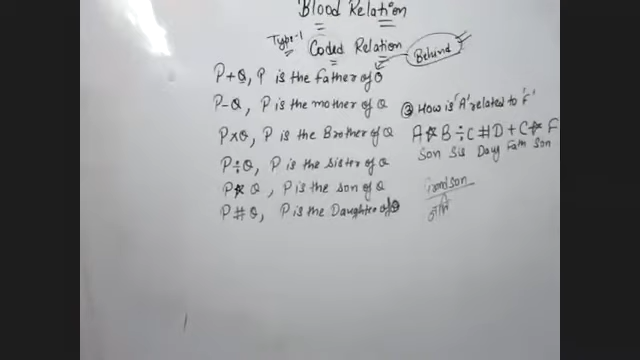 Blood Relation
Type-1
Coded Relation
Behind
P+Q, P is the Father of Q
P-Q, P is the mother of Q
P×Q, P is the Brother of Q
P÷Q, P is the Sister of Q
P☆Q, P is the son of Q
P#Q, P is the Daughter of Q
③ How is 'A' related to 'F'
A☆B÷C#D+C☆F
Son Sis Daug Fath Son
Grandson